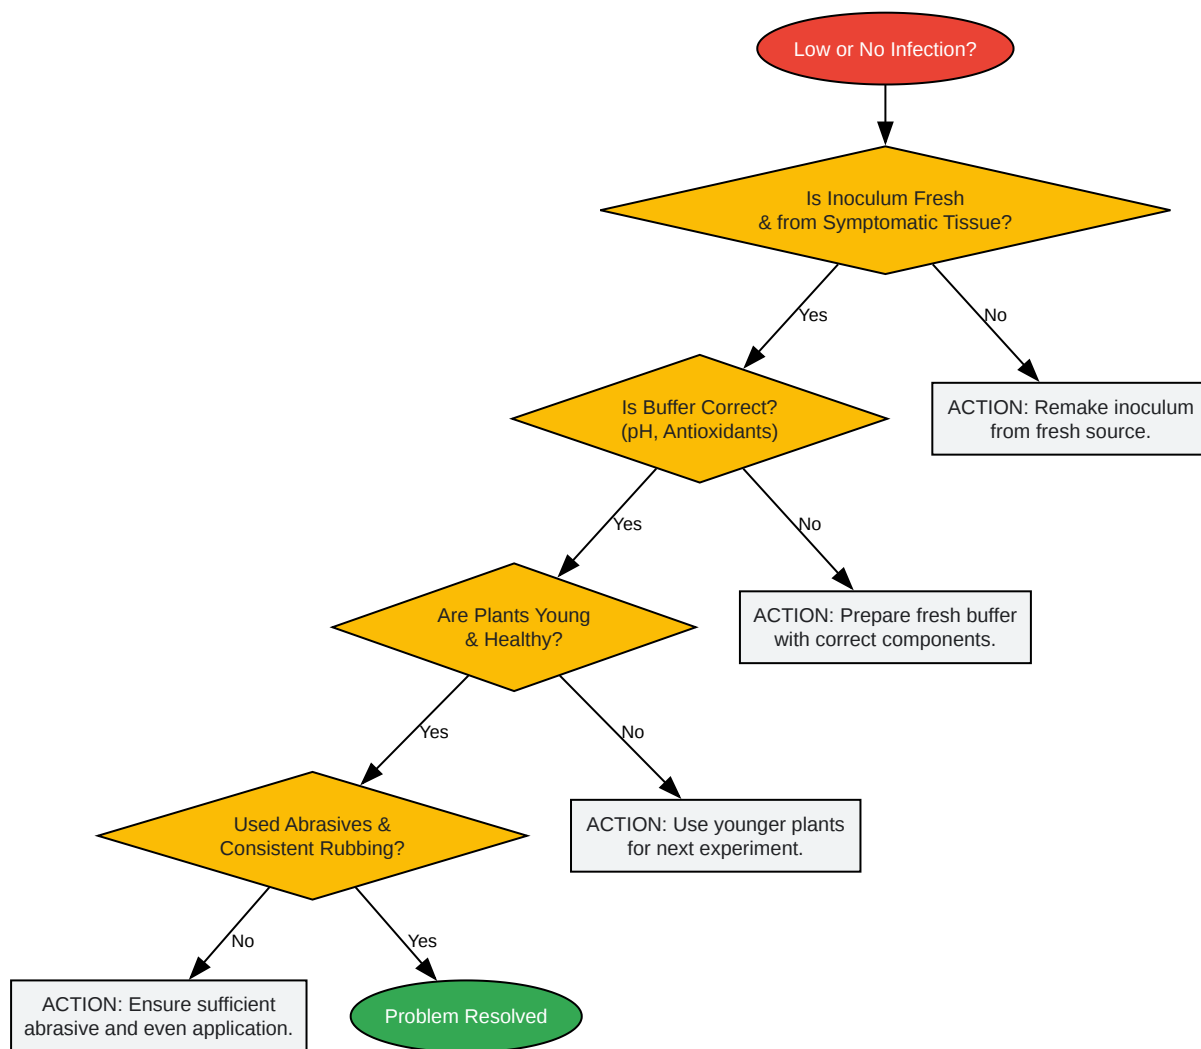 Low or No Infection?
Is Inoculum Fresh
& from Symptomatic Tissue?
Yes
No
Is Buffer Correct?
(pH, Antioxidants)
ACTION: Remake inoculum
from fresh source.
Yes
No
Are Plants Young
& Healthy?
ACTION: Prepare fresh buffer
with correct components.
Yes
No
Used Abrasives &
Consistent Rubbing?
ACTION: Use younger plants
for next experiment.
No
Yes
ACTION: Ensure sufficient
abrasive and even application.
Problem Resolved